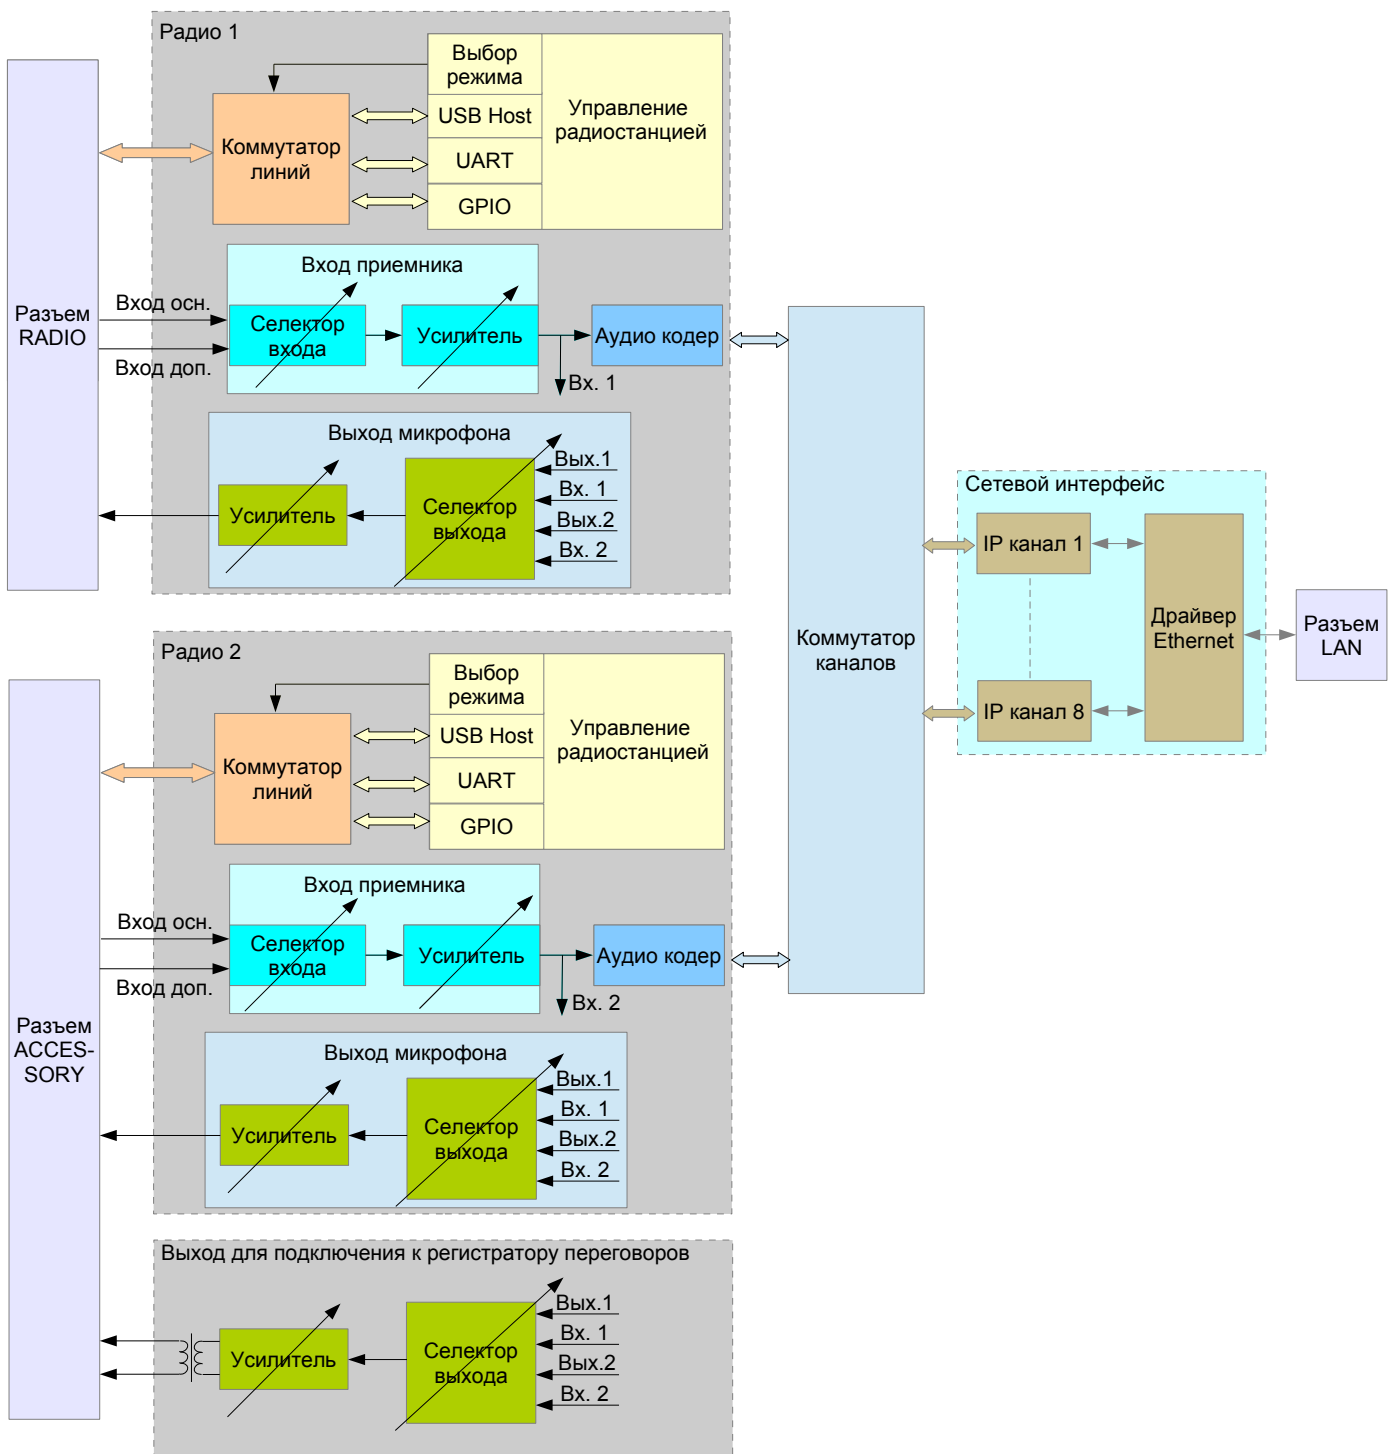 Радио 1
Выбор
режима
USB Host
UART
GPIO
Управление
радиостанцией
Коммутатор
линий
Разъем
RADIO
Вход осн.
Вход доп.
Вход приемника
Селектор
входа
Усилитель
Аудио кодер
Вх. 1
Выход микрофона
Усилитель
Селектор
выхода
Вых.1
Вх. 1
Вых.2
Вх. 2
Коммутатор
каналов
Сетевой интерфейс
IP канал 1
IP канал 8
Драйвер
Ethernet
Разъем
LAN
Радио 2
Выбор
режима
USB Host
UART
GPIO
Управление
радиостанцией
Коммутатор
линий
Разъем
ACCES-
SORY
Вход осн.
Вход доп.
Вход приемника
Селектор
входа
Усилитель
Аудио кодер
Вх. 2
Выход микрофона
Усилитель
Селектор
выхода
Вых.1
Вх. 1
Вых.2
Вх. 2
Выход для подключения к регистратору переговоров
Усилитель
Селектор
выхода
Вых.1
Вх. 1
Вых.2
Вх. 2